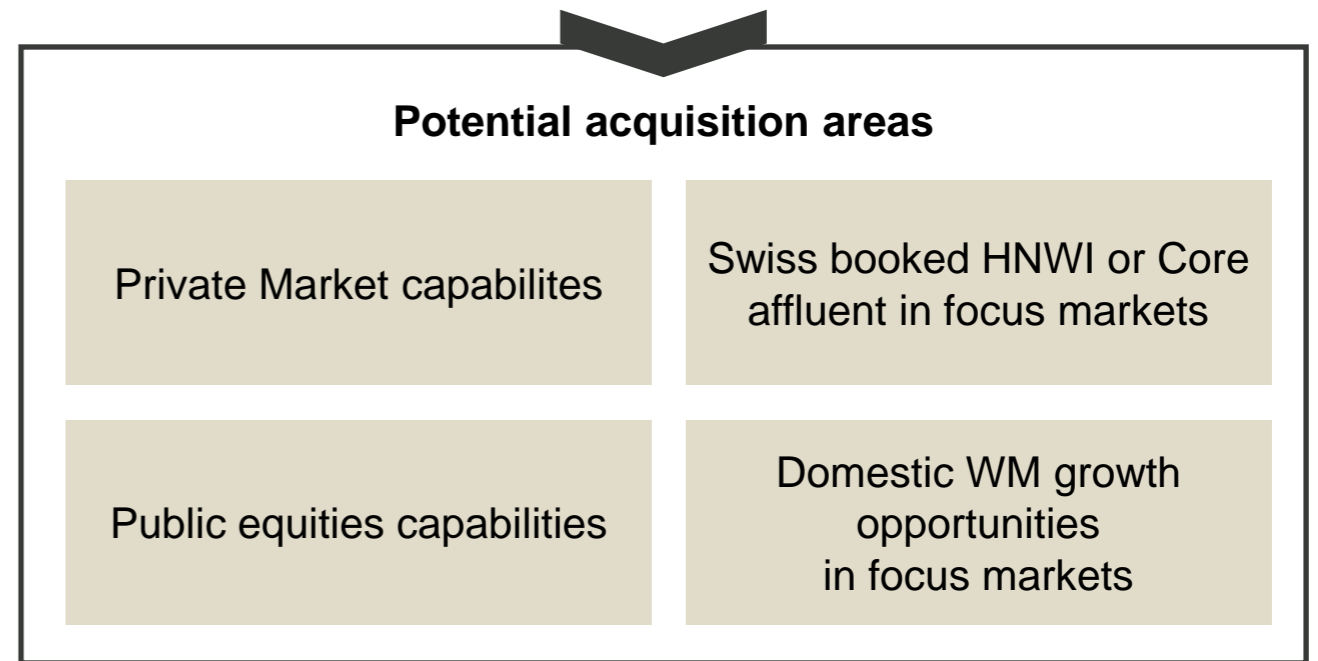 Potential acquisition areas
Private Market capabilites
Swiss booked HNWI or Core
affluent in focus markets
Public equities capabilities
Domestic WM growth
opportunities
in focus markets